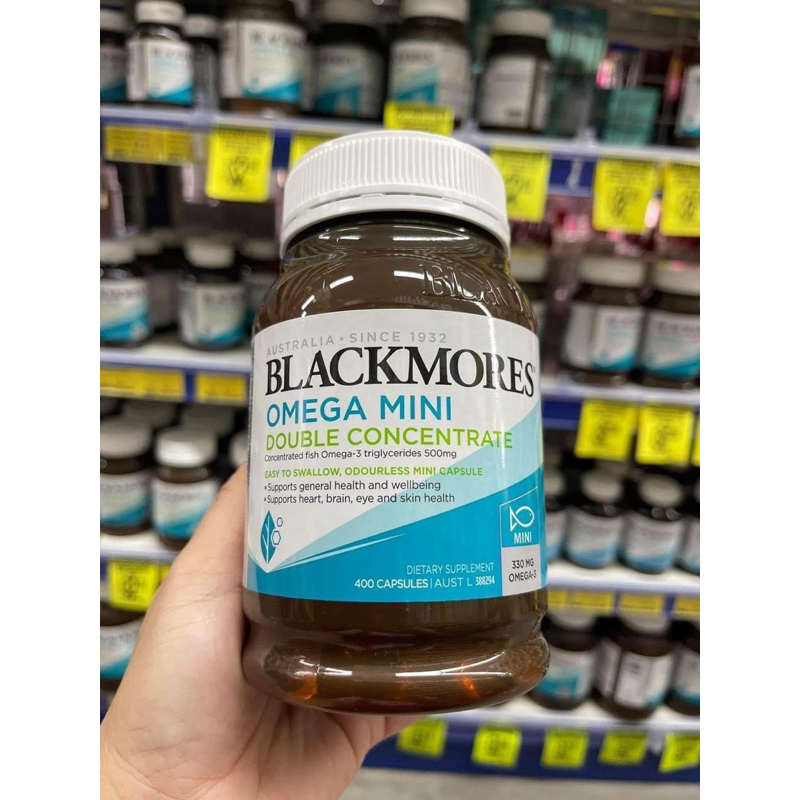 AUSTRALIA • SINCE 1932
BLACKMORES®
OMEGA MINI
DOUBLE CONCENTRATE
Concentrated fish Omega-3 triglycerides 500mg
EASY TO SWALLOW, ODOURLESS MINI CAPSULE
• Supports general health and wellbeing
• Supports heart, brain, eye and skin health
MINI
330 MG
OMEGA-3
DIETARY SUPPLEMENT
400 CAPSULES | AUST L 388294